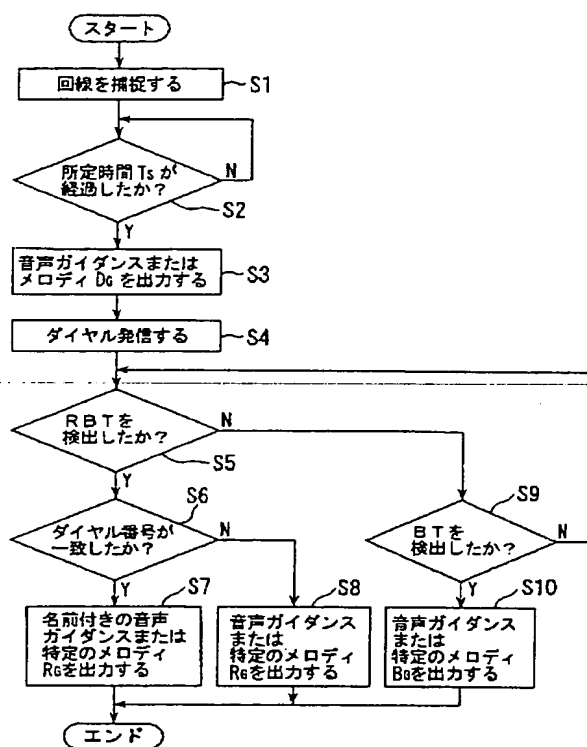 スタート
回線を捕捉する
S1
所定時間 Ts が
経過したか？
N
S2
Y
音声ガイダンスまたは
メロディ DG を出力する
S3
ダイヤル発信する
S4
RBTを
検出したか？
N
S5
Y
S6
ダイヤル番号が
一致したか？
N
S9
BTを
検出したか？
N
Y
S7
Y
S8
S10
名前付きの音声
ガイダンスまたは
特定のメロディ
RGを出力する
音声ガイダンス
または
特定のメロディ
RGを出力する
音声ガイダンス
または
特定のメロディ
BGを出力する
エンド